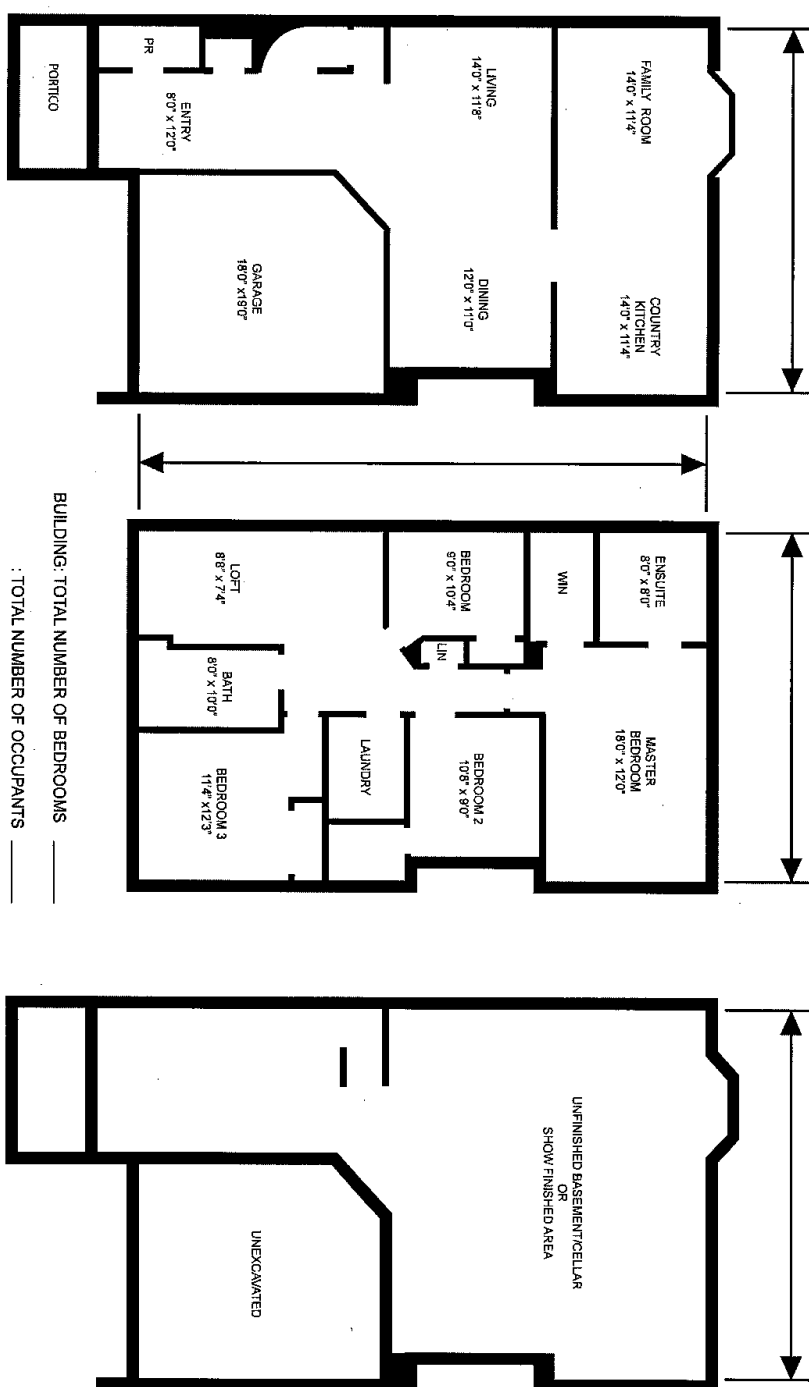 FAMILY ROOM
14'0" x 11'4"
COUNTRY
KITCHEN
14'0" x 11'4"
LIVING
14'0" x 11'8"
DINING
12'0" x 11'0"
PR
ENTRY
8'0" x 12'0"
GARAGE
18'0" x19'0"
PORTICO
ENSUITE
8'0" x 8'0"
WIN
MASTER
BEDROOM
18'0" x 12'0"
BEDROOM
9'0" x 10'4"
LIN
BEDROOM 2
10'8" x 9'0"
LAUNDRY
LOFT
8'8" x 7'4"
BATH
8'0" x 10'0"
BEDROOM 3
11'4" x12'3"
BUILDING: TOTAL NUMBER OF BEDROOMS
: TOTAL NUMBER OF OCCUPANTS
UNFINISHED BASEMENT/CELLAR
OR
SHOW FINISHED AREA
UNEXCAVATED